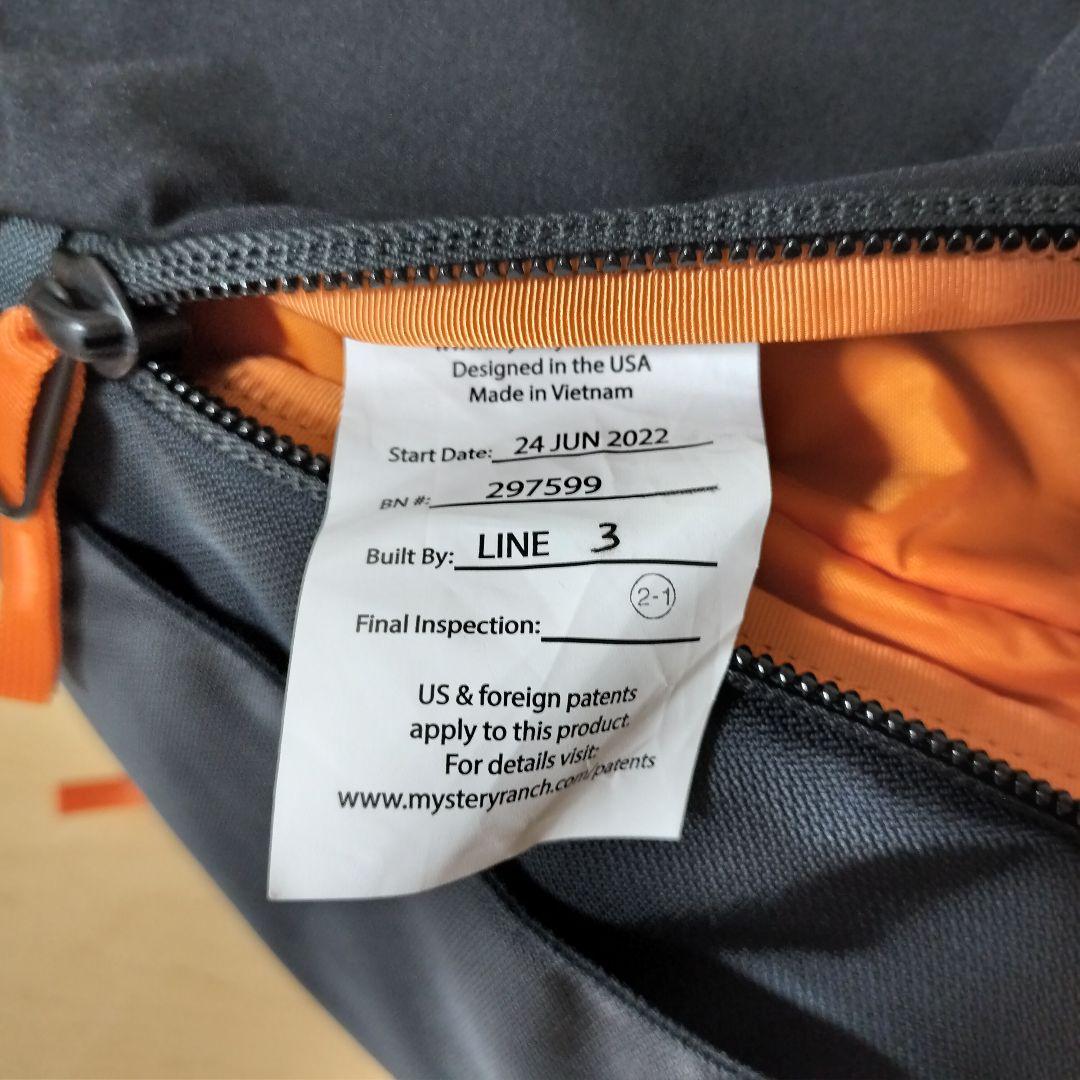 Designed in the USA
Made in Vietnam
Start Date: 24 JUN 2022
BN #: 297599
Built By: LINE 3
2-1
Final Inspection:
US & foreign patents
apply to this product.
For details visit:
www.mysteryranch.com/patents